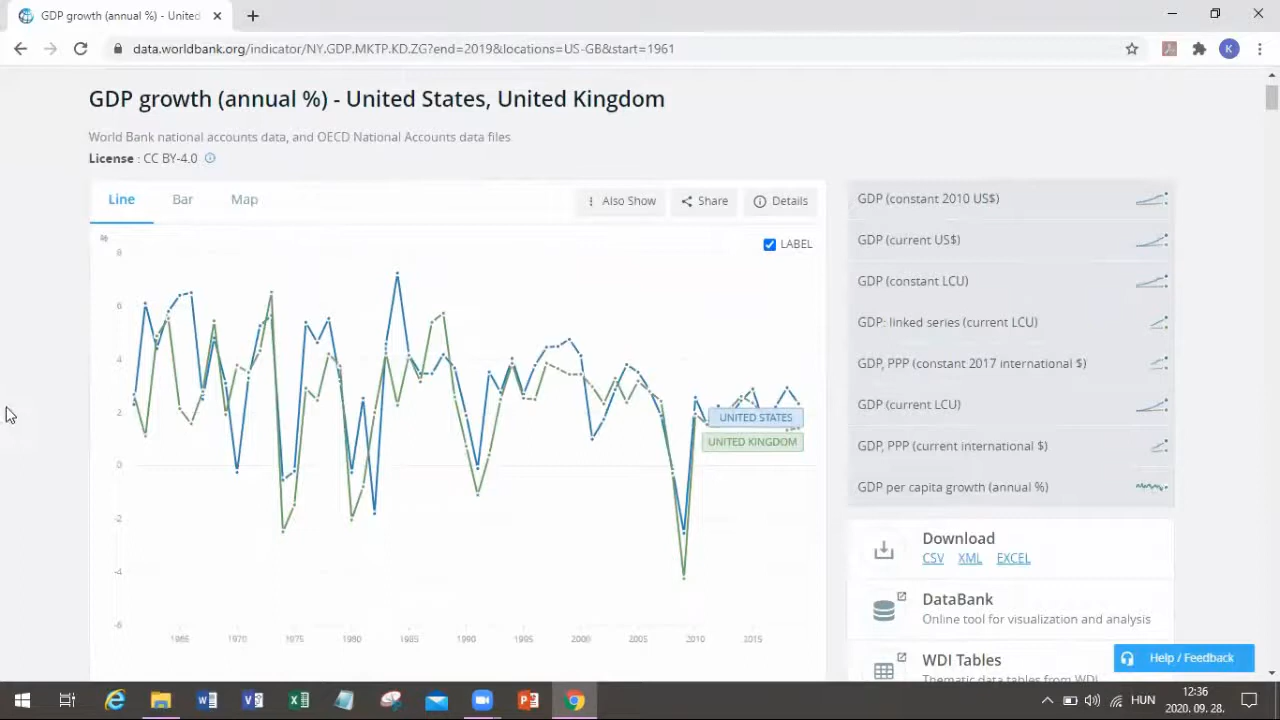 GDP growth (annual %) - United
data.worldbank.org/indicator/NY.GDP.MKTP.KD.ZG?end=2019&locations=US-GB&start=1961
K
GDP growth (annual %) - United States, United Kingdom
World Bank national accounts data, and OECD National Accounts data files
License : CC BY-4.0
Line Bar Map
Also Show Share Details
%
LABEL
8
6
4
2
0
-2
-4
-6
UNITED STATES
UNITED KINGDOM
1965 1970 1975 1980 1985 1990 1995 2000 2005 2010 2015
GDP (constant 2010 US$)
GDP (current US$)
GDP (constant LCU)
GDP: linked series (current LCU)
GDP, PPP (constant 2017 international $)
GDP (current LCU)
GDP, PPP (current international $)
GDP per capita growth (annual %)
Download
CSV XML EXCEL
DataBank
Online tool for visualization and analysis
WDI Tables
Thematic data tables from WDI
Help / Feedback
HUN
12:36
2020. 09. 28.